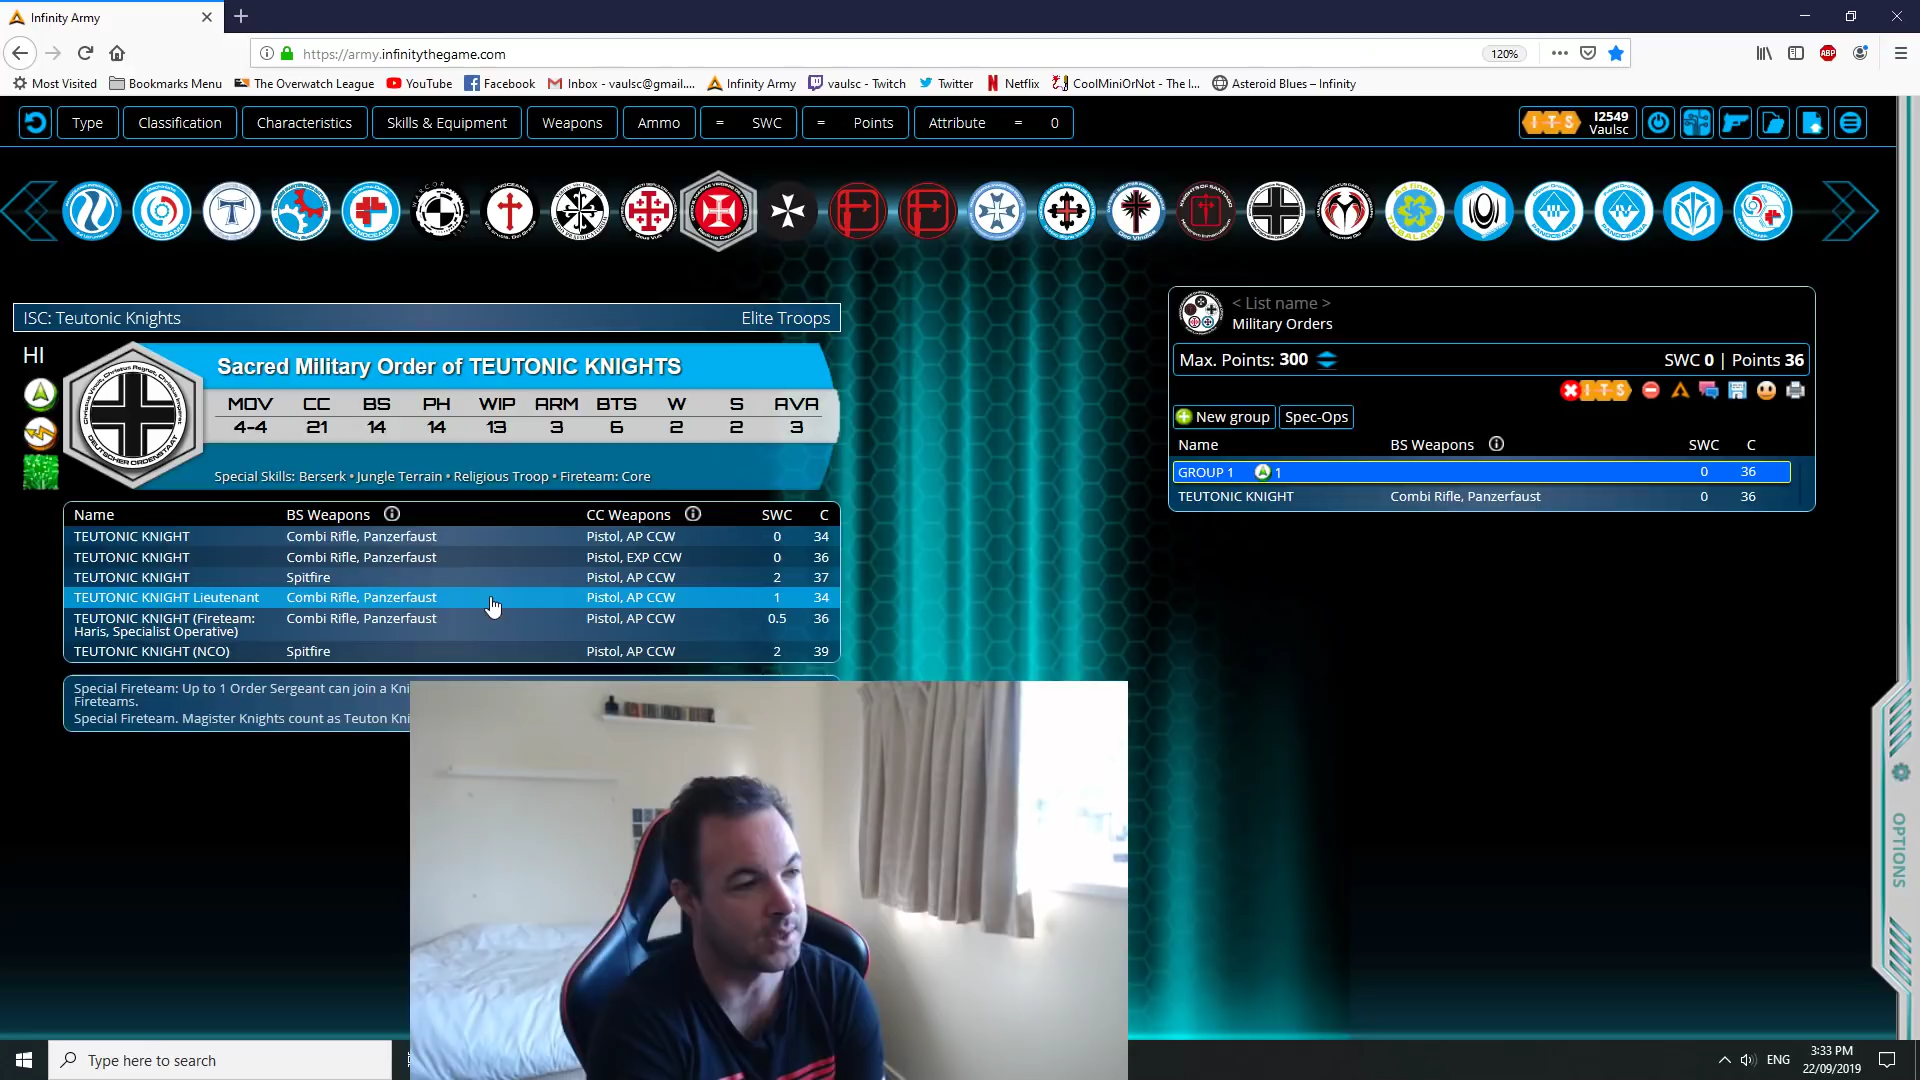 Infinity Army
https://army.infinitythegame.com
120%
Most Visited Bookmarks Menu The Overwatch League YouTube Facebook Inbox - vaulsc@gmail.... Infinity Army vaulsc - Twitch Twitter Netflix CoolMiniOrNot - The I... Asteroid Blues – Infinity
Type Classification Characteristics Skills & Equipment Weapons Ammo = SWC = Points Attribute = 0
ITS I2549
Vaulsc
ISC: Teutonic Knights Elite Troops
HI
Sacred Military Order of TEUTONIC KNIGHTS
MOV CC BS PH WIP ARM BTS W S AVA
4-4 21 14 14 13 3 6 2 2 3
Special Skills: Berserk • Jungle Terrain • Religious Troop • Fireteam: Core
Name BS Weapons CC Weapons SWC C
TEUTONIC KNIGHT Combi Rifle, Panzerfaust Pistol, AP CCW 0 34
TEUTONIC KNIGHT Combi Rifle, Panzerfaust Pistol, EXP CCW 0 36
TEUTONIC KNIGHT Spitfire Pistol, AP CCW 2 37
TEUTONIC KNIGHT Lieutenant Combi Rifle, Panzerfaust Pistol, AP CCW 1 34
TEUTONIC KNIGHT (Fireteam: Combi Rifle, Panzerfaust Pistol, AP CCW 0.5 36
Haris, Specialist Operative)
TEUTONIC KNIGHT (NCO) Spitfire Pistol, AP CCW 2 39
Special Fireteam: Up to 1 Order Sergeant can join a Kni
Fireteams.
Special Fireteam. Magister Knights count as Teuton Kni
< List name >
Military Orders
Max. Points: 300 SWC 0 | Points 36
ITS
New group Spec-Ops
Name BS Weapons SWC C
GROUP 1 1 0 36
TEUTONIC KNIGHT Combi Rifle, Panzerfaust 0 36
OPTIONS
Type here to search
ENG
3:33 PM
22/09/2019